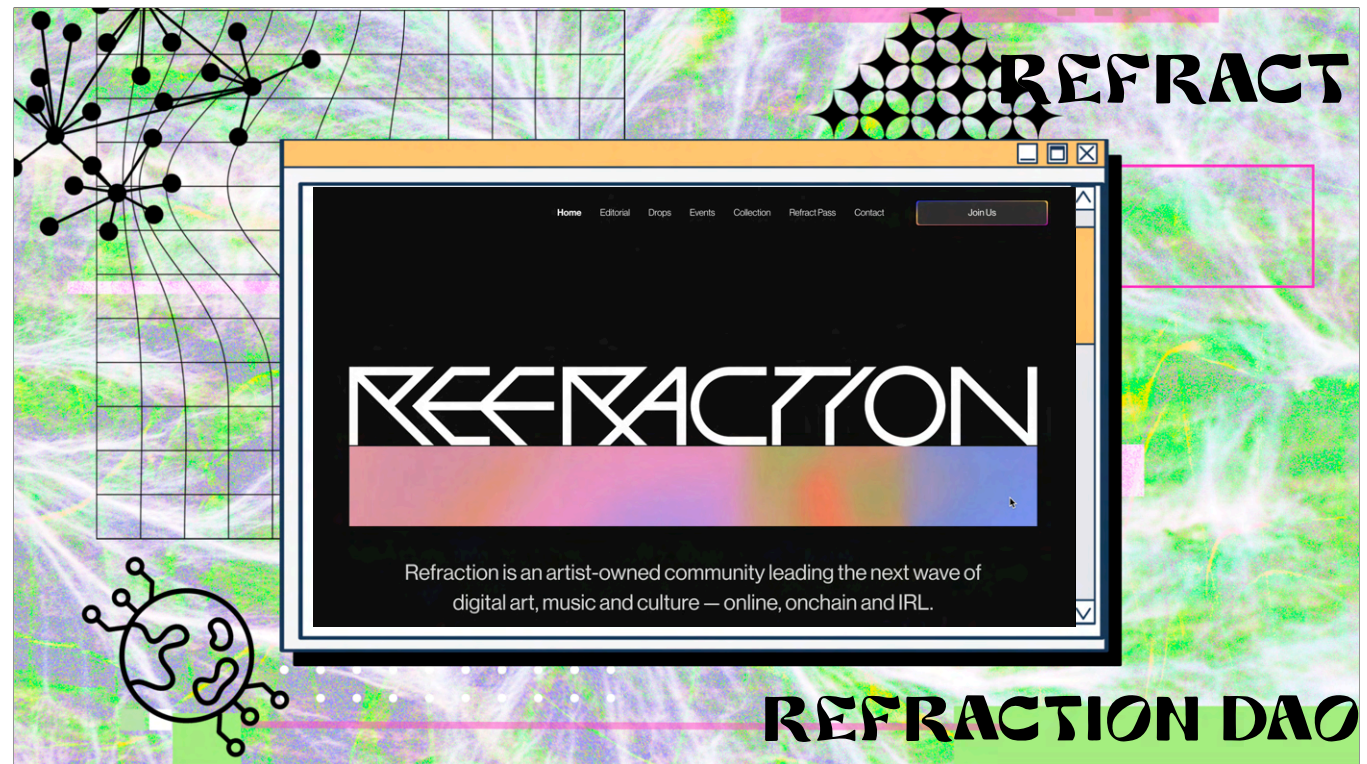 REFRACT
Home Editorial Drops Events Collection Refract Pass Contact Join Us
REFRACTION
Refraction is an artist-owned community leading the next wave of
digital art, music and culture — online, onchain and IRL.
REFRACTION DAO